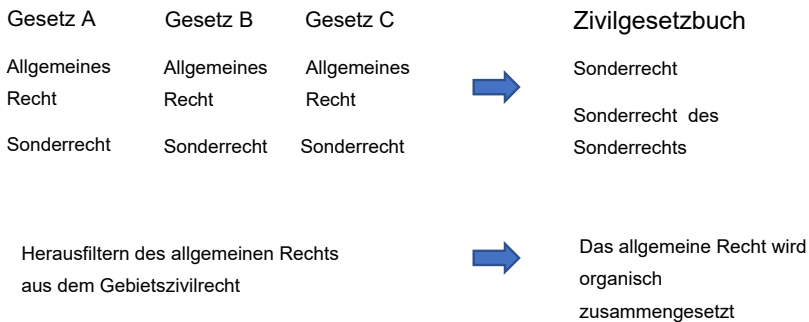 Gesetz A Gesetz B Gesetz C Zivilgesetzbuch
Allgemeines Allgemeines Allgemeines Sonderrecht
Recht Recht Recht
Sonderrecht des
Sonderrecht Sonderrecht Sonderrecht Sonderrechts
Herausfiltern des allgemeinen Rechts
aus dem Gebietszivilrecht
Das allgemeine Recht wird
organisch
zusammengesetzt